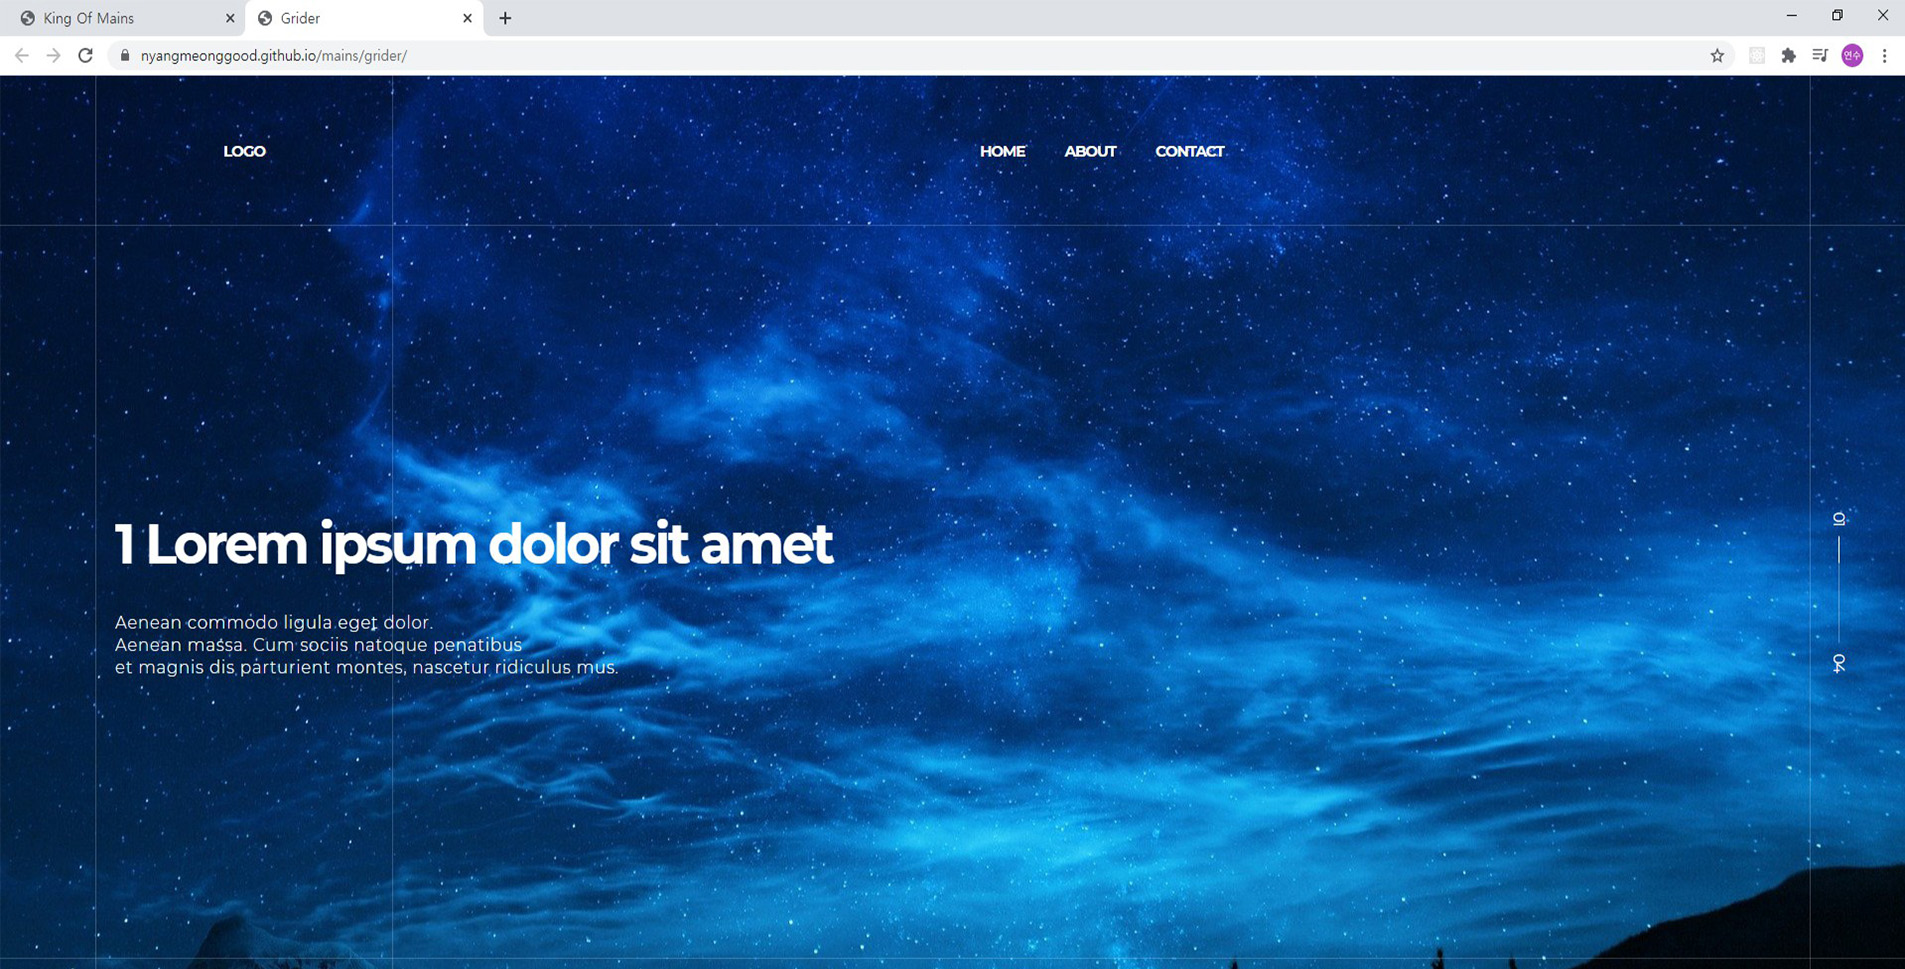 King Of Mains
Grider
nyangmeonggood.github.io/mains/grider/
연수
LOGO
HOME ABOUT CONTACT
1 Lorem ipsum dolor sit amet
Aenean commodo ligula eget dolor.
Aenean massa. Cum sociis natoque penatibus
et magnis dis parturient montes, nascetur ridiculus mus.